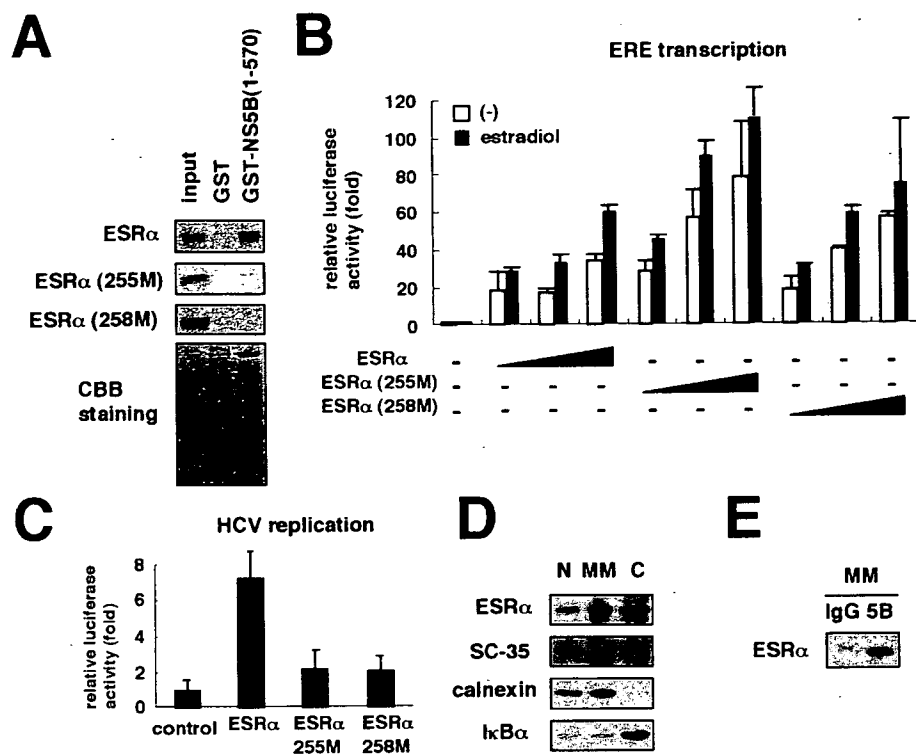 A
input
GST
GST-NS5B(1-570)
ESRα
ESRα (255M)
ESRα (258M)
CBB
staining
B
ERE transcription
(-)
estradiol
relative luciferase
activity (fold)
120
100
80
60
40
20
0
ESRα - - - - - - -
ESRα (255M) - - - - - - -
ESRα (258M) - - - - - - -
C
HCV replication
relative luciferase
activity (fold)
8
6
4
2
0
control ESRα ESRα ESRα
255M 258M
D
N MM C
ESRα
SC-35
calnexin
IκBα
E
MM
IgG 5B
ESRα